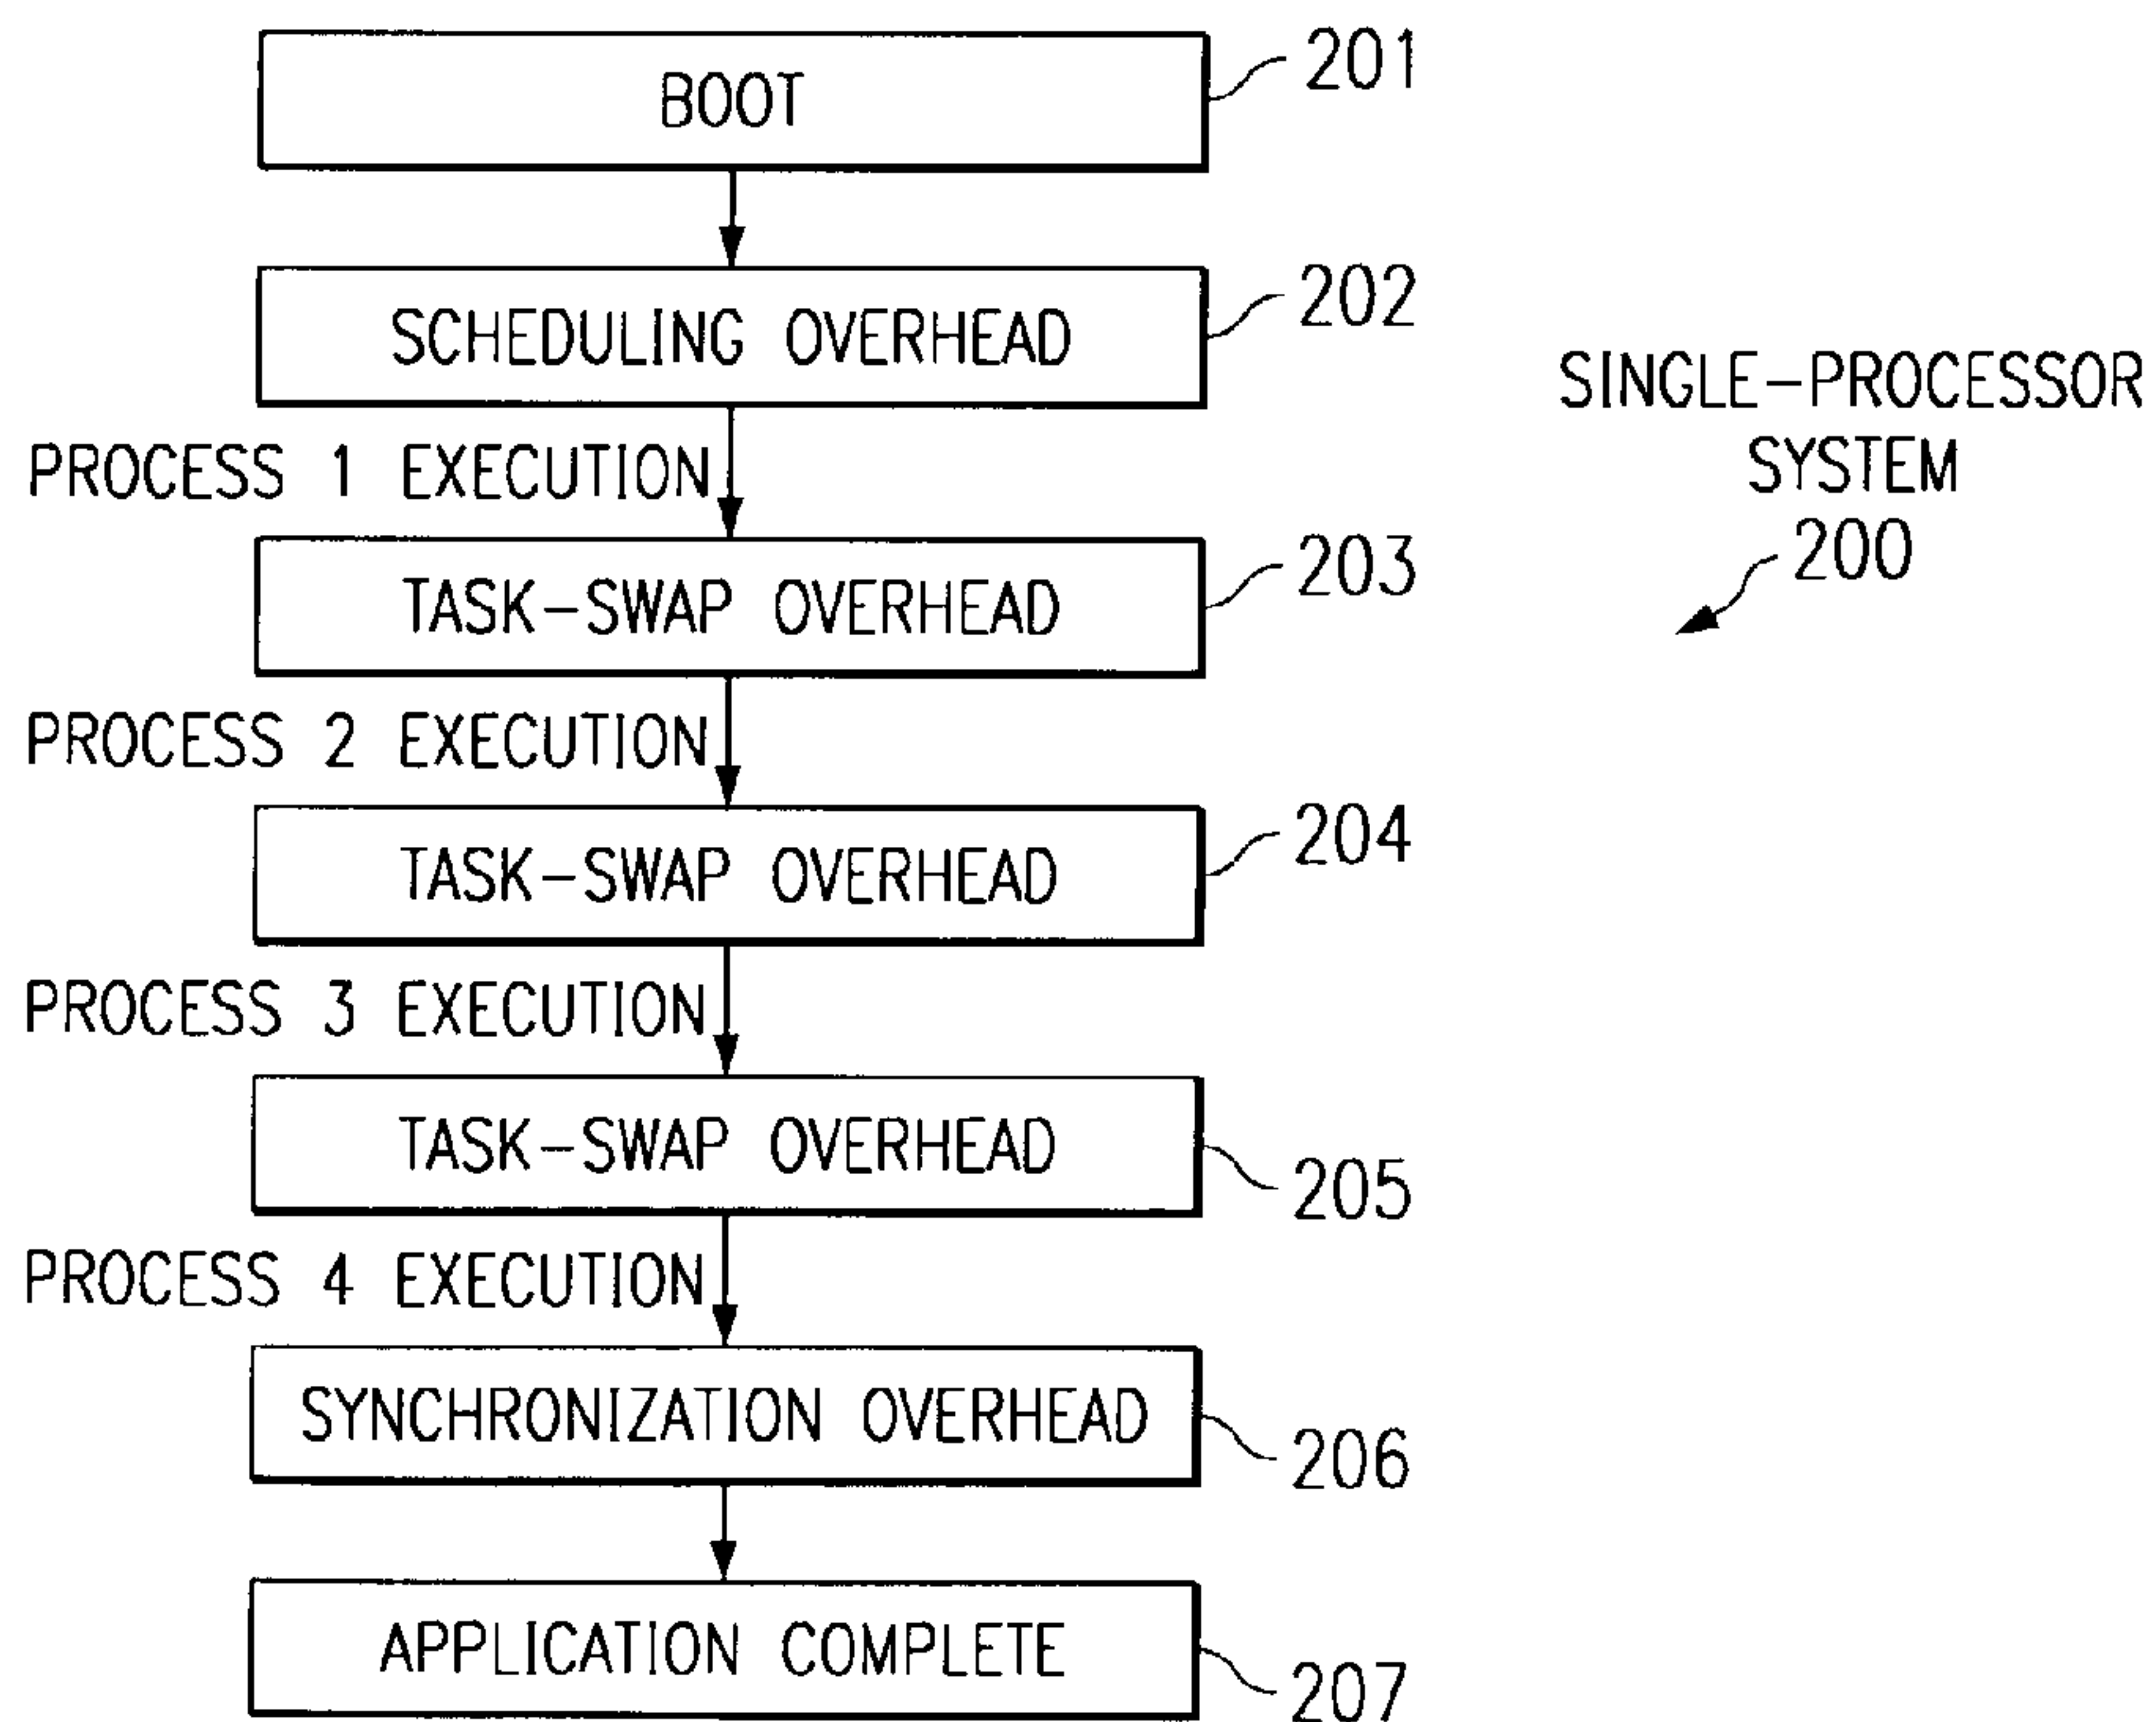 BOOT
201
SCHEDULING OVERHEAD
202
SINGLE-PROCESSOR
SYSTEM
200
PROCESS 1 EXECUTION
TASK-SWAP OVERHEAD
203
PROCESS 2 EXECUTION
TASK-SWAP OVERHEAD
204
PROCESS 3 EXECUTION
TASK-SWAP OVERHEAD
205
PROCESS 4 EXECUTION
SYNCHRONIZATION OVERHEAD
206
APPLICATION COMPLETE
207